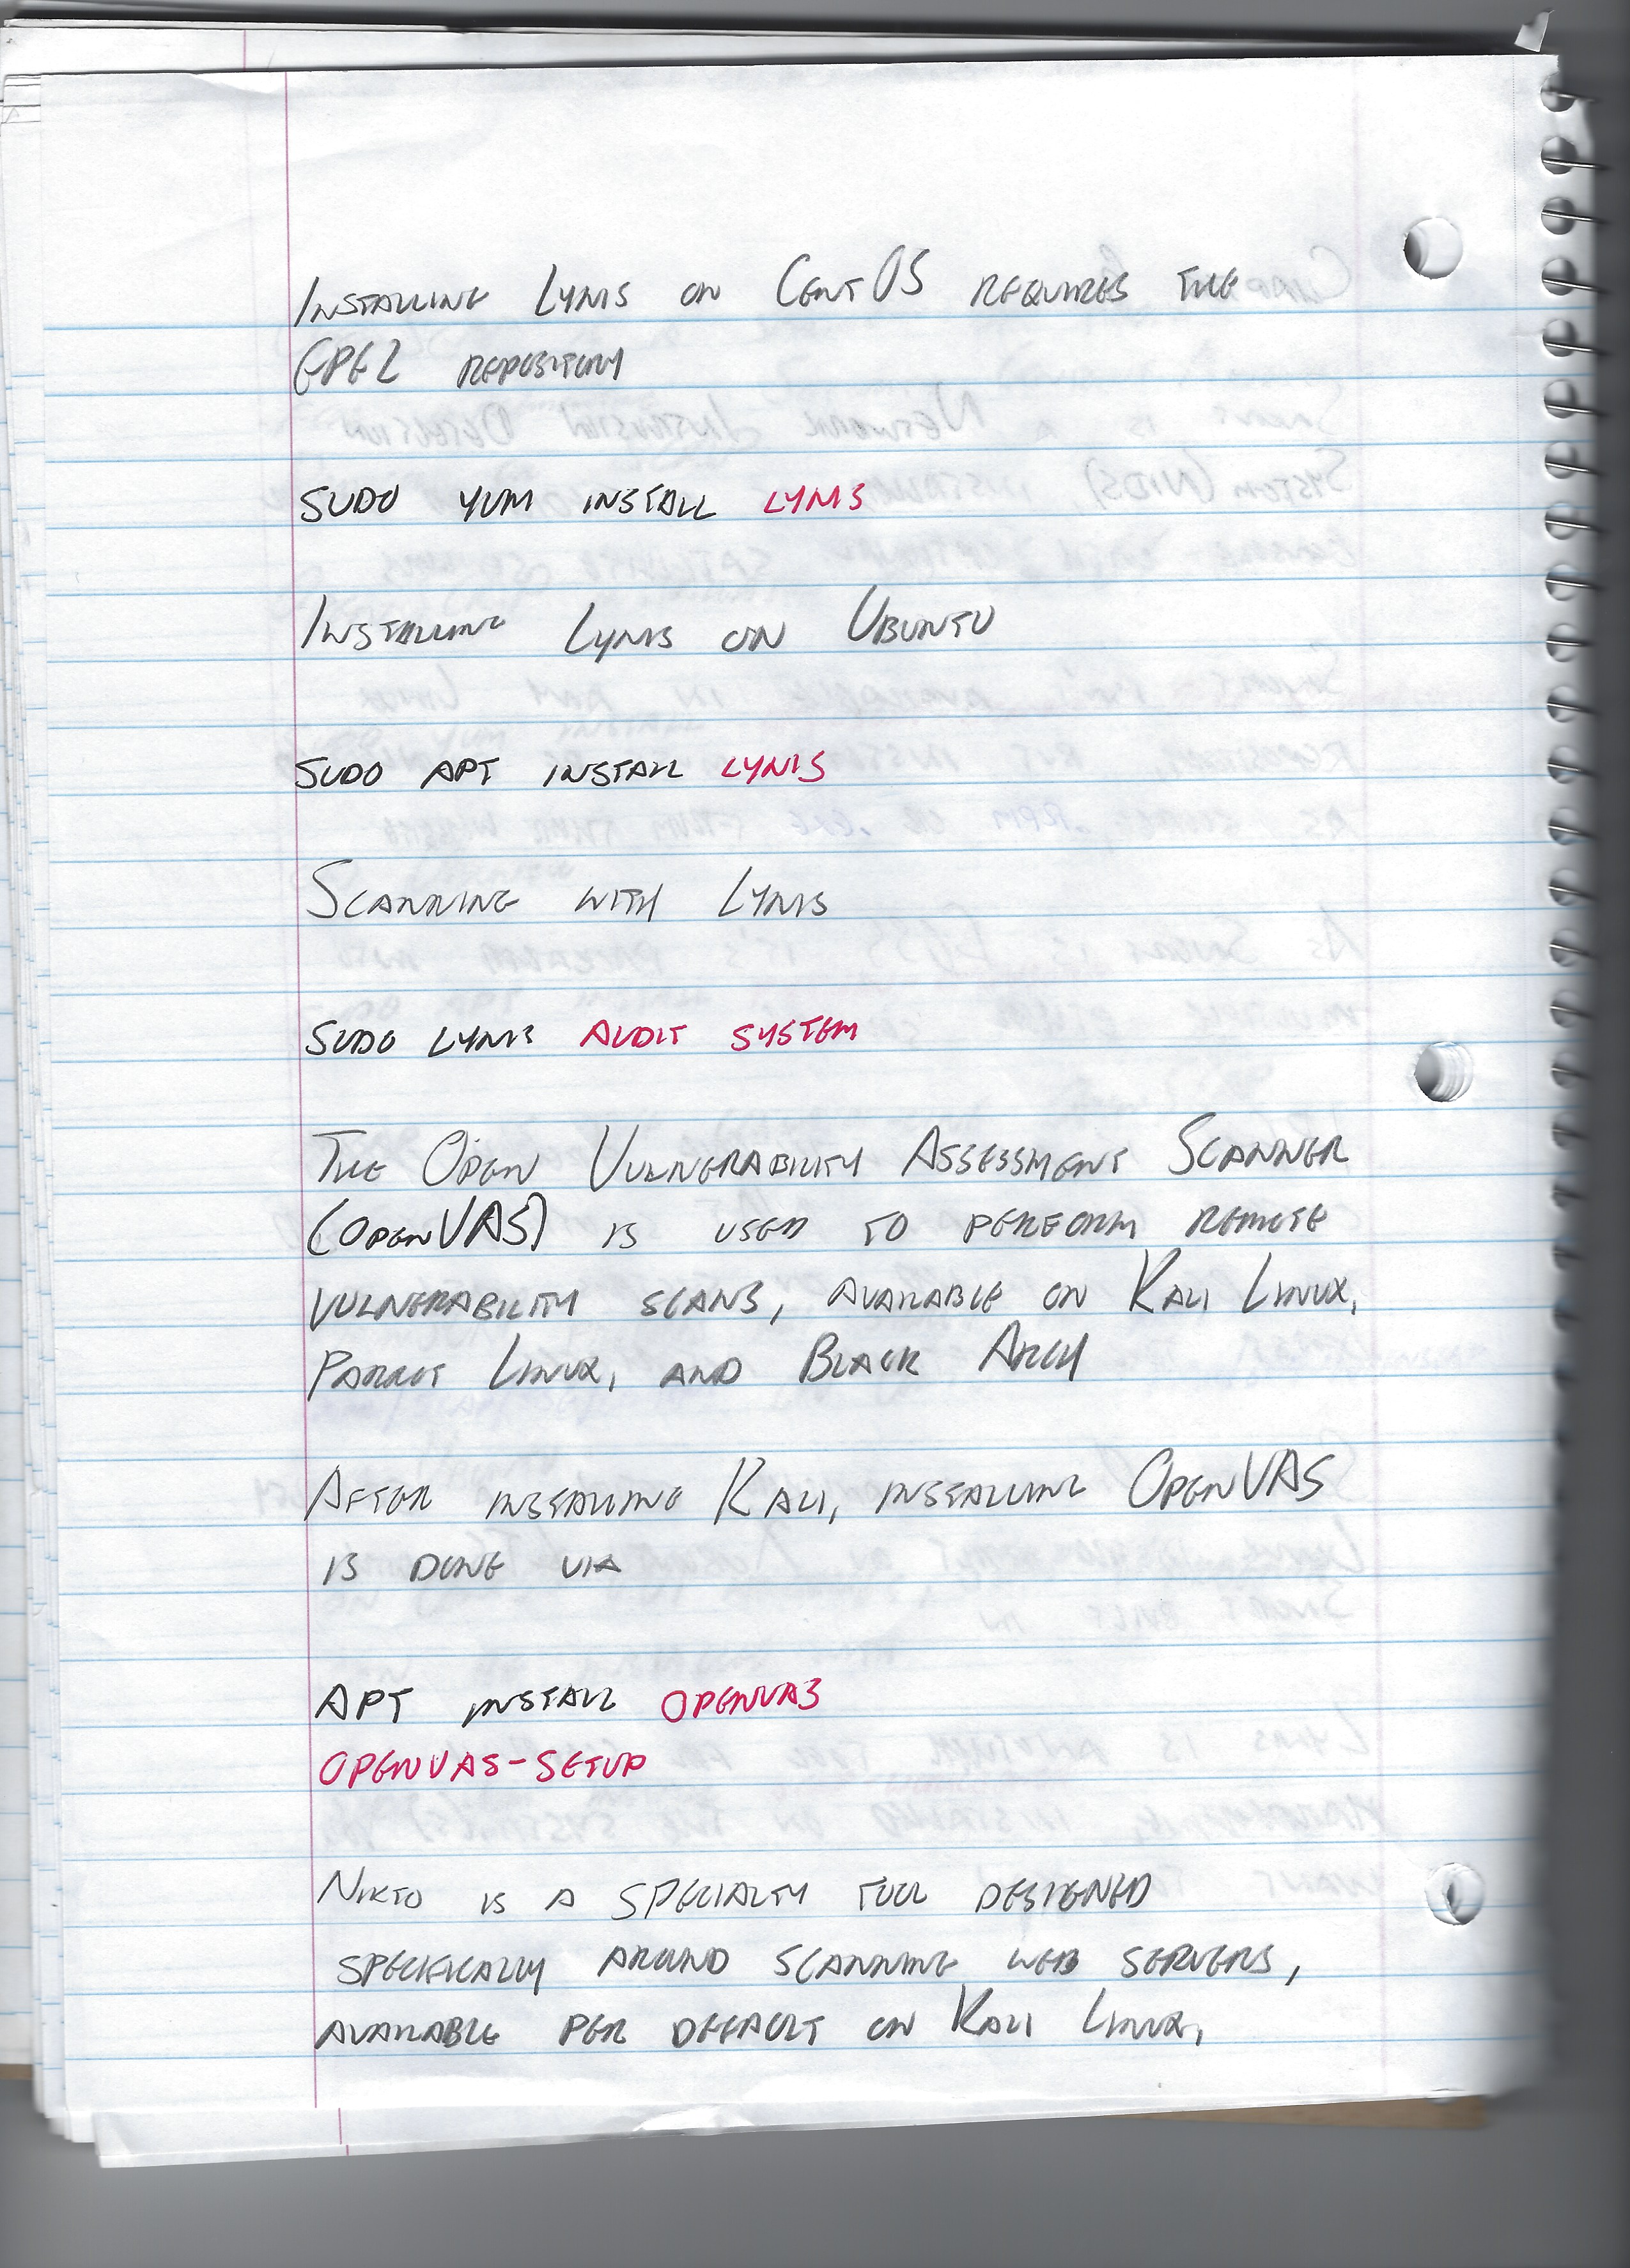 Installing Lynis on CentOS requires the
EPEL repository
sudo yum install lynis
Installing Lynis on Ubuntu
sudo apt install lynis
Scanning with Lynis
sudo lynis audit system
The Open Vulnerability Assessment Scanner
(OpenVAS) is used to perform remote
vulnerability scans, available on Kali Linux,
Parrot Linux, and Black Arch
After installing Kali, installing OpenVAS
is done via
apt install openvas
openvas-setup
Nikto is a specialty tool designed
specifically around scanning web servers,
available per default on Kali Linux,